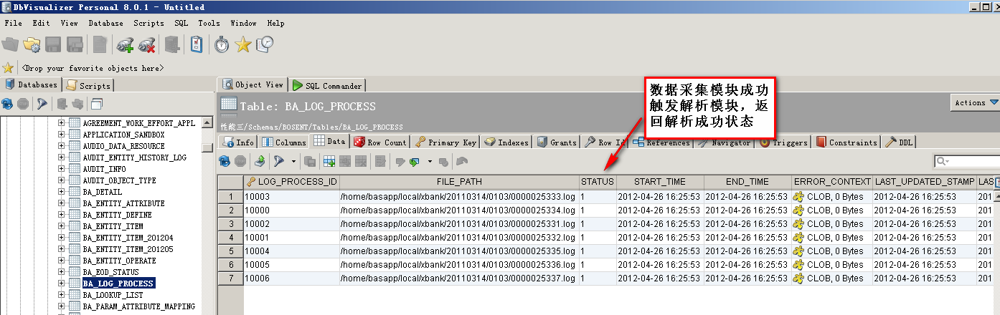 DbVisualizer Personal 8.0.1 - Untitled
File Edit View Database Scripts SQL Tools Window Help
<Drop your favorite objects here>
Databases Scripts
Object View SQL Commander
Table: BA_LOG_PROCESS
Actions
性能三/Schemas/BOSENT/Tables/BA_LOG_PROCESS
数据采集模块成功
触发解析模块，返
回解析成功状态
Info Columns Data Row Count Primary Key Indexes Grants Row Id References Navigator Triggers Constraints DDL
AGREEMENT_WORK_EFFORT_APPL
APPLICATION_SANDBOX
AUDIO_DATA_RESOURCE
AUDIT_ENTITY_HISTORY_LOG
AUDIT_INFO
AUDIT_OBJECT_TYPE
BA_DETAIL
BA_ENTITY_ATTRIBUTE
BA_ENTITY_DEFINE
BA_ENTITY_ITEM
BA_ENTITY_ITEM_201204
BA_ENTITY_ITEM_201205
BA_ENTITY_OPERATE
BA_EOD_STATUS
BA_LOG_PROCESS
BA_LOOKUP_LIST
BA_PARAM_ATTRIBUTE_MAPPING
LOG_PROCESS_ID FILE_PATH STATUS START_TIME END_TIME ERROR_CONTEXT LAST_UPDATED_STAMP LAS
1 10003 /home/basapp/local/xbank/20110314/0103/0000025333.log 1 2012-04-26 16:25:53 2012-04-26 16:25:53 CLOB, 0 Bytes 2012-04-26 16:25:53 201
2 10000 /home/basapp/local/xbank/20110314/0103/0000025334.log 1 2012-04-26 16:25:53 2012-04-26 16:25:53 CLOB, 0 Bytes 2012-04-26 16:25:53 201
3 10002 /home/basapp/local/xbank/20110314/0103/0000025331.log 1 2012-04-26 16:25:53 2012-04-26 16:25:53 CLOB, 0 Bytes 2012-04-26 16:25:53 201
4 10001 /home/basapp/local/xbank/20110314/0103/0000025332.log 1 2012-04-26 16:25:53 2012-04-26 16:25:53 CLOB, 0 Bytes 2012-04-26 16:25:53 201
5 10004 /home/basapp/local/xbank/20110314/0103/0000025335.log 1 2012-04-26 16:25:53 2012-04-26 16:25:53 CLOB, 0 Bytes 2012-04-26 16:25:53 201
6 10005 /home/basapp/local/xbank/20110314/0103/0000025336.log 1 2012-04-26 16:25:53 2012-04-26 16:25:53 CLOB, 0 Bytes 2012-04-26 16:25:53 201
7 10006 /home/basapp/local/xbank/20110314/0103/0000025337.log 1 2012-04-26 16:25:53 2012-04-26 16:25:53 CLOB, 0 Bytes 2012-04-26 16:25:53 201